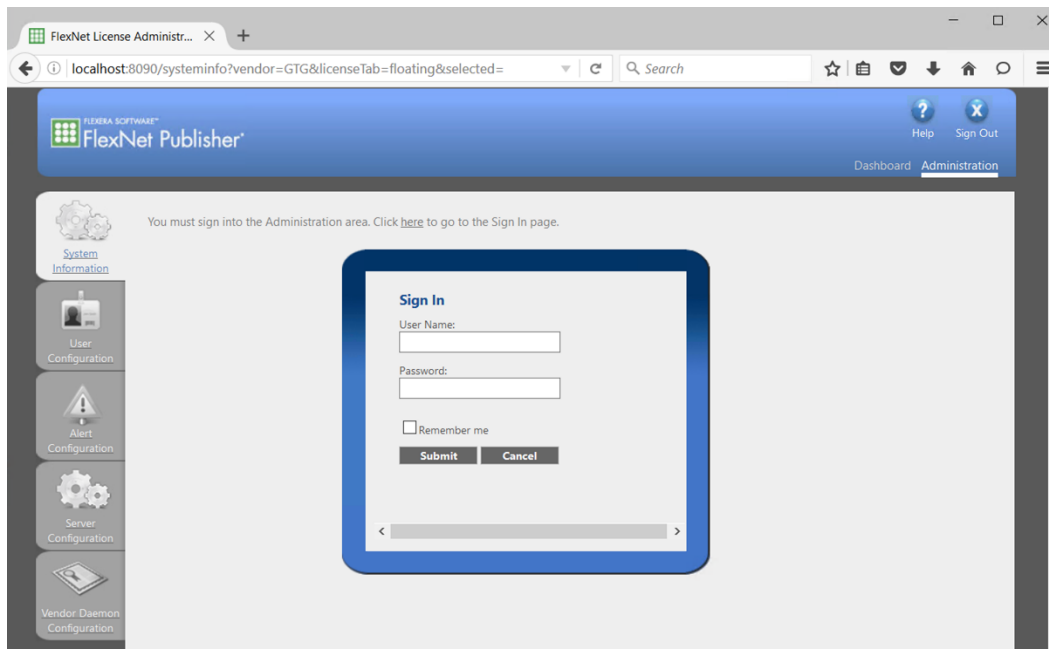 FlexNet License Administr...
localhost:8090/systeminfo?vendor=GTG&licenseTab=floating&selected=
Search
FLEXERA SOFTWARE™
FlexNet Publisher
Help
Sign Out
Dashboard
Administration
System
Information
You must sign into the Administration area. Click here to go to the Sign In page.
Sign In
User Name:
Password:
Remember me
Submit
Cancel
User
Configuration
Alert
Configuration
Server
Configuration
Vendor Daemon
Configuration